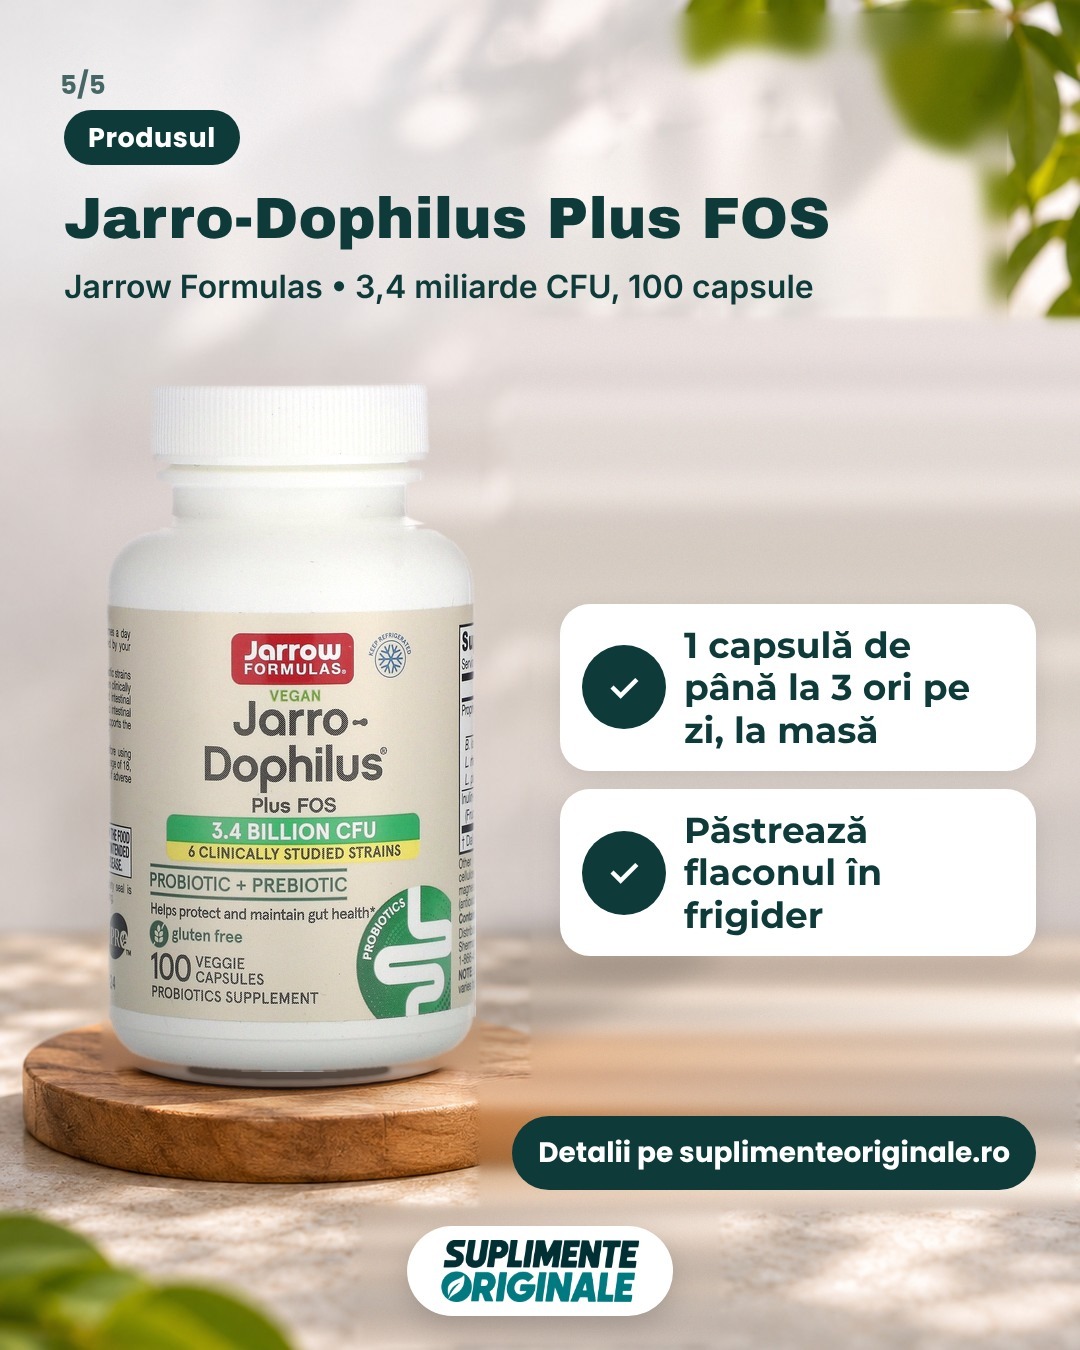 5/5
Produsul
Jarro-Dophilus Plus FOS
Jarrow Formulas • 3,4 miliarde CFU, 100 capsule
Jarrow
FORMULAS®
KEEP REFRIGERATED
VEGAN
Jarro-
Dophilus®
Plus FOS
3.4 BILLION CFU
6 CLINICALLY STUDIED STRAINS
PROBIOTIC + PREBIOTIC
Helps protect and maintain gut health*
gluten free
PROBIOTICS
100 VEGGIE
CAPSULES
PROBIOTICS SUPPLEMENT
1 capsulă de
până la 3 ori pe
zi, la masă
Păstrează
flaconul în
frigider
Detalii pe suplimenteoriginale.ro
SUPLIMENTE
ORIGINALE